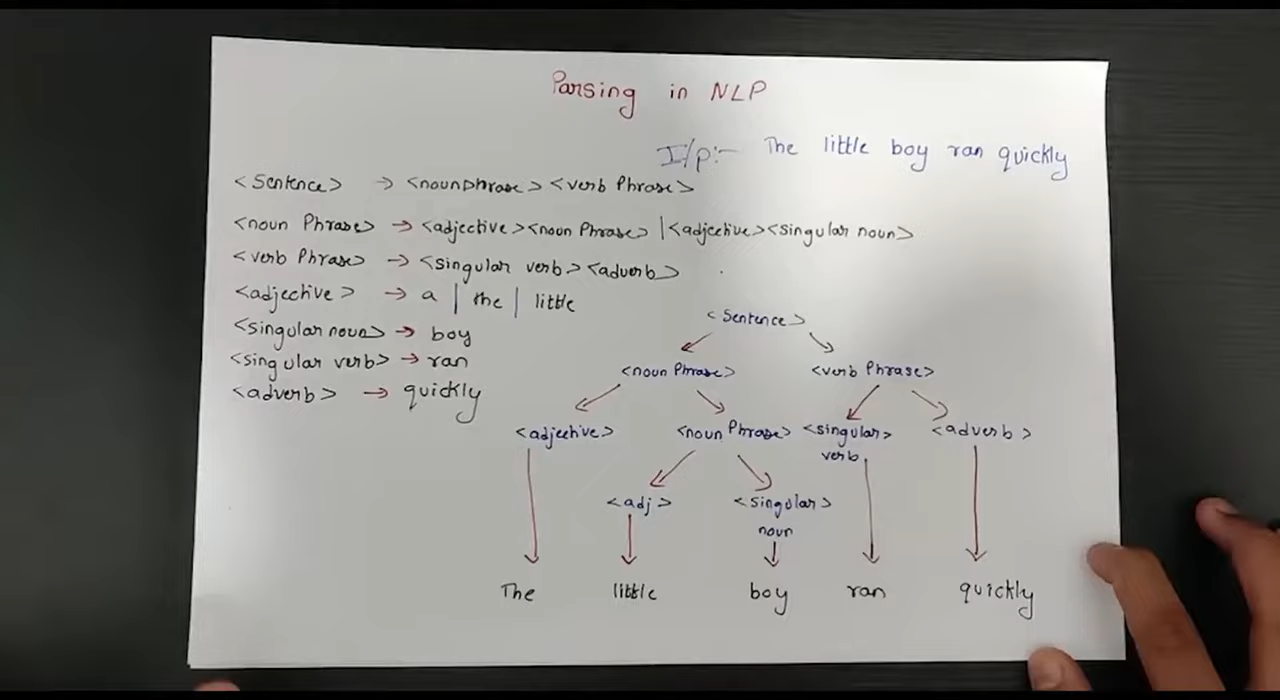 Parsing in NLP
I/p:- The little boy ran quickly
<Sentence> → <noun Phrase> <verb Phrase>
<noun Phrase> → <adjective><noun Phrase> | <adjective><singular noun>
<verb Phrase> → <singular verb><adverb>
<adjective> → a | the | little
<singular noun> → boy
<singular verb> → ran
<adverb> → quickly
<Sentence>
<noun Phrase> <verb Phrase>
<adjective> <noun Phrase> <singular> <adverb>
verb
<adj> <singular>
noun
The little boy ran quickly